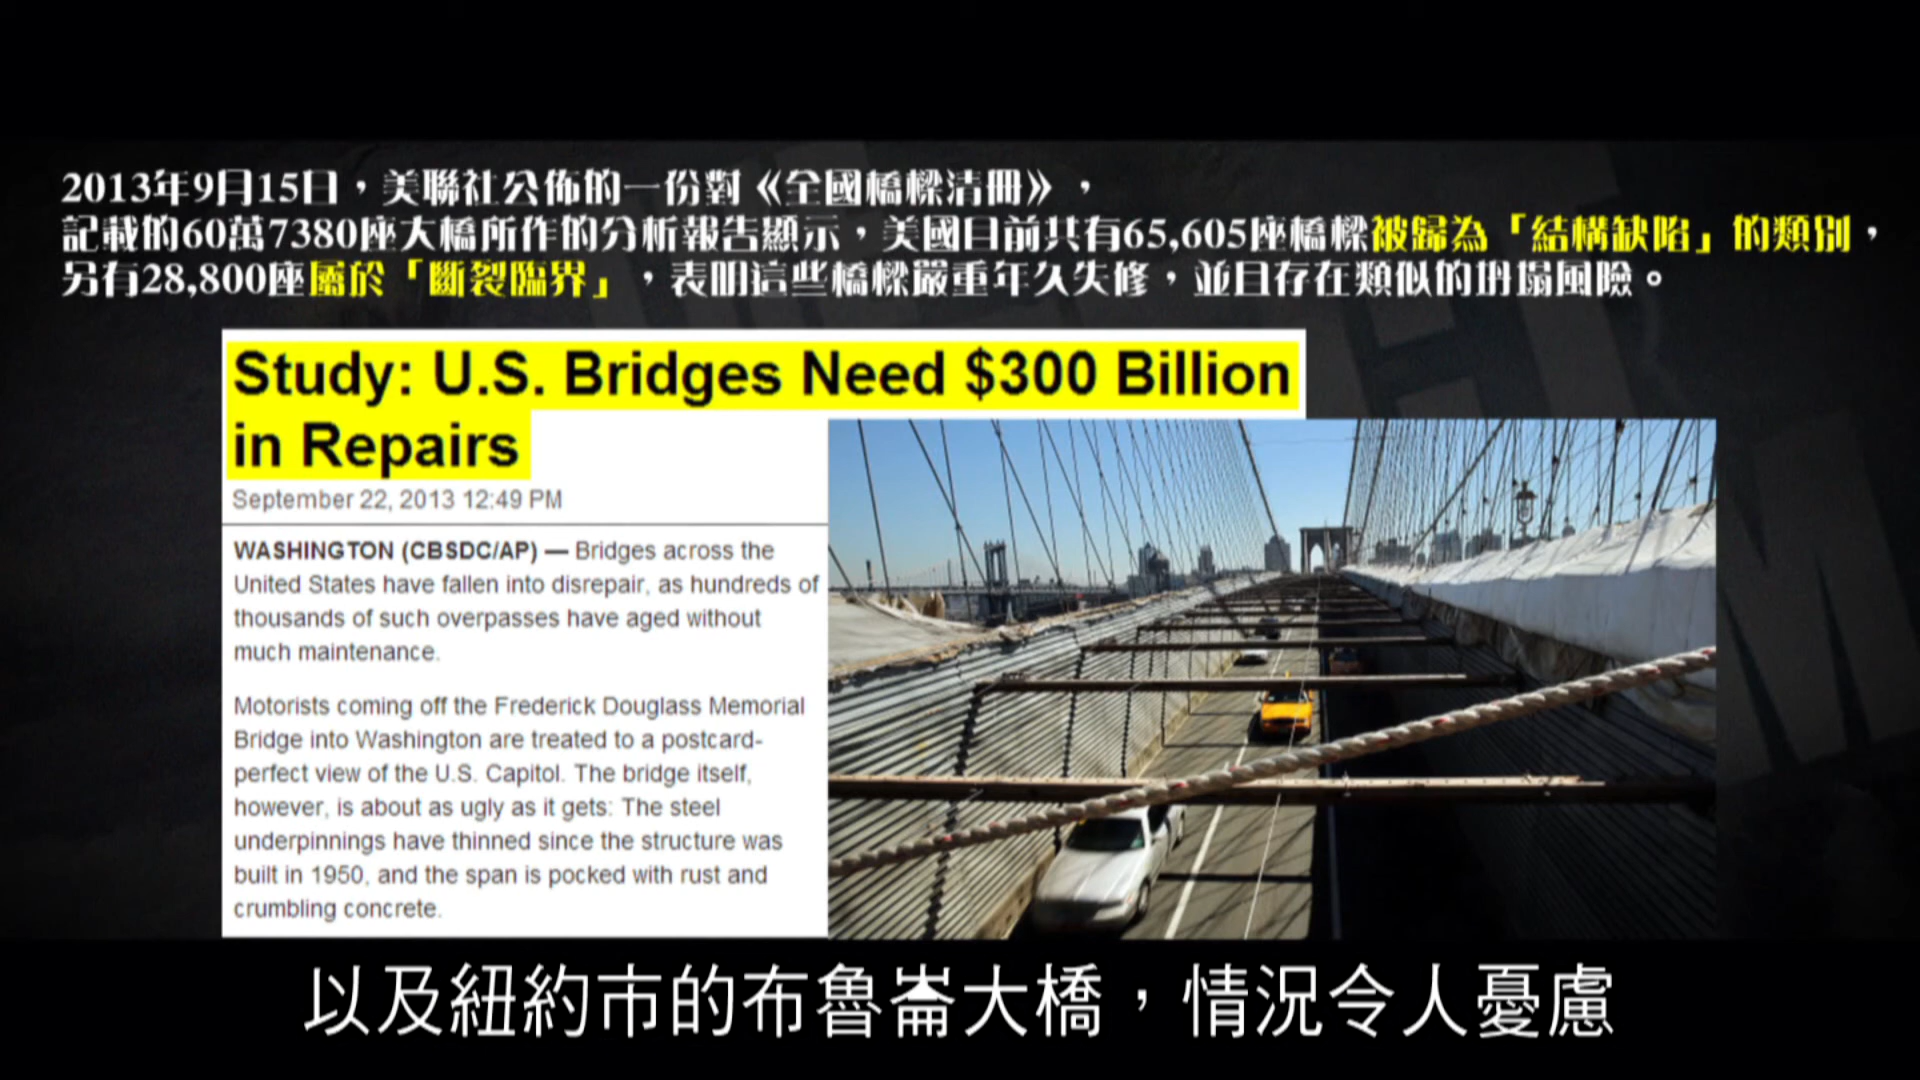 2013年9月15日，美聯社公佈的一份對《全國橋樑清冊》，
記載的60萬7380座大橋所作的分析報告顯示，美國目前共有65,605座橋樑被歸為「結構缺陷」的類別，
另有28,800座屬於「斷裂臨界」，表明這些橋樑嚴重年久失修，並且存在類似的坍塌風險。
Study: U.S. Bridges Need $300 Billion
in Repairs
September 22, 2013 12:49 PM
WASHINGTON (CBSDC/AP) — Bridges across the
United States have fallen into disrepair, as hundreds of
thousands of such overpasses have aged without
much maintenance.
Motorists coming off the Frederick Douglass Memorial
Bridge into Washington are treated to a postcard-
perfect view of the U.S. Capitol. The bridge itself,
however, is about as ugly as it gets: The steel
underpinnings have thinned since the structure was
built in 1950, and the span is pocked with rust and
crumbling concrete.
以及紐約市的布魯崙大橋，情況令人憂慮